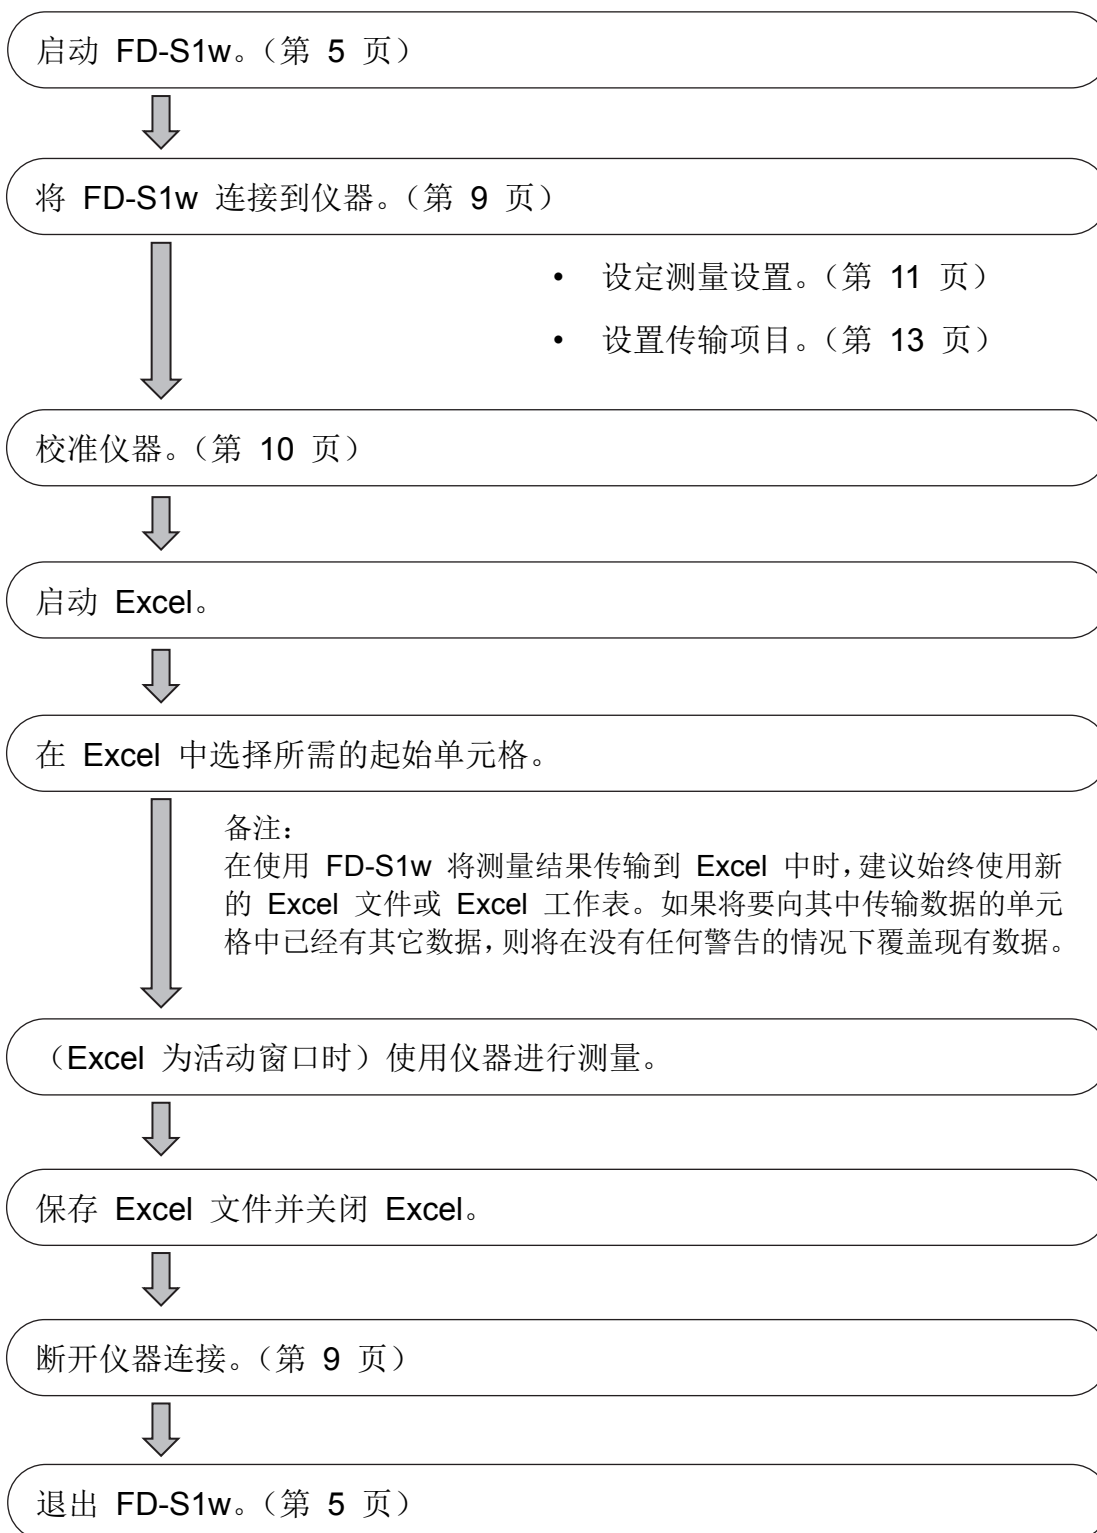 启动 FD-S1w。（第 5 页）
将 FD-S1w 连接到仪器。（第 9 页）
• 设定测量设置。（第 11 页）
• 设置传输项目。（第 13 页）
校准仪器。（第 10 页）
启动 Excel。
在 Excel 中选择所需的起始单元格。
备注：
在使用 FD-S1w 将测量结果传输到 Excel 中时，建议始终使用新
的 Excel 文件或 Excel 工作表。如果将要向其中传输数据的单元
格中已经有其它数据，则将在没有任何警告的情况下覆盖现有数据。
（Excel 为活动窗口时）使用仪器进行测量。
保存 Excel 文件并关闭 Excel。
断开仪器连接。（第 9 页）
退出 FD-S1w。（第 5 页）